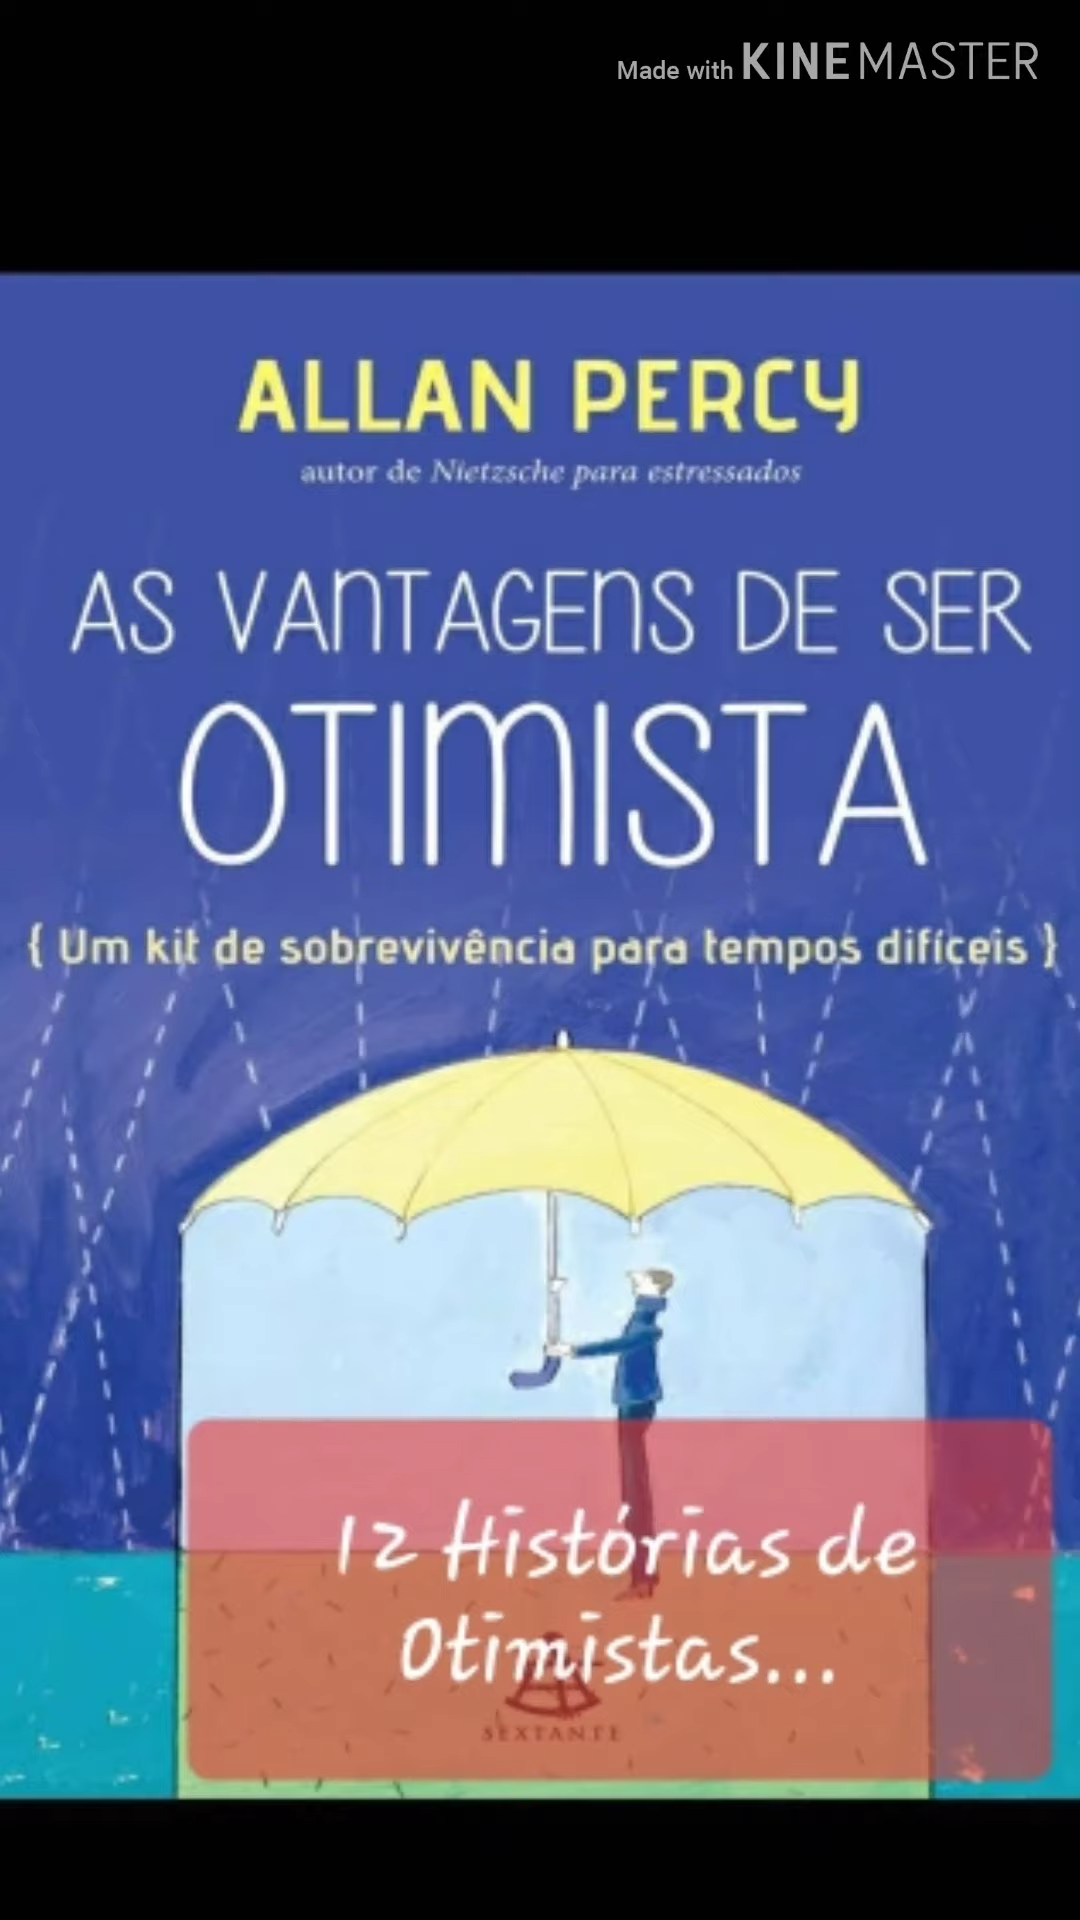 Made with KINEMASTER
ALLAN PERCY
autor de Nietzsche para estressados
AS VANTAGENS DE SER
OTIMISTA
{ Um kit de sobrevivência para tempos difíceis }
12 Histórias de
Otimistas...
SEXTANTE